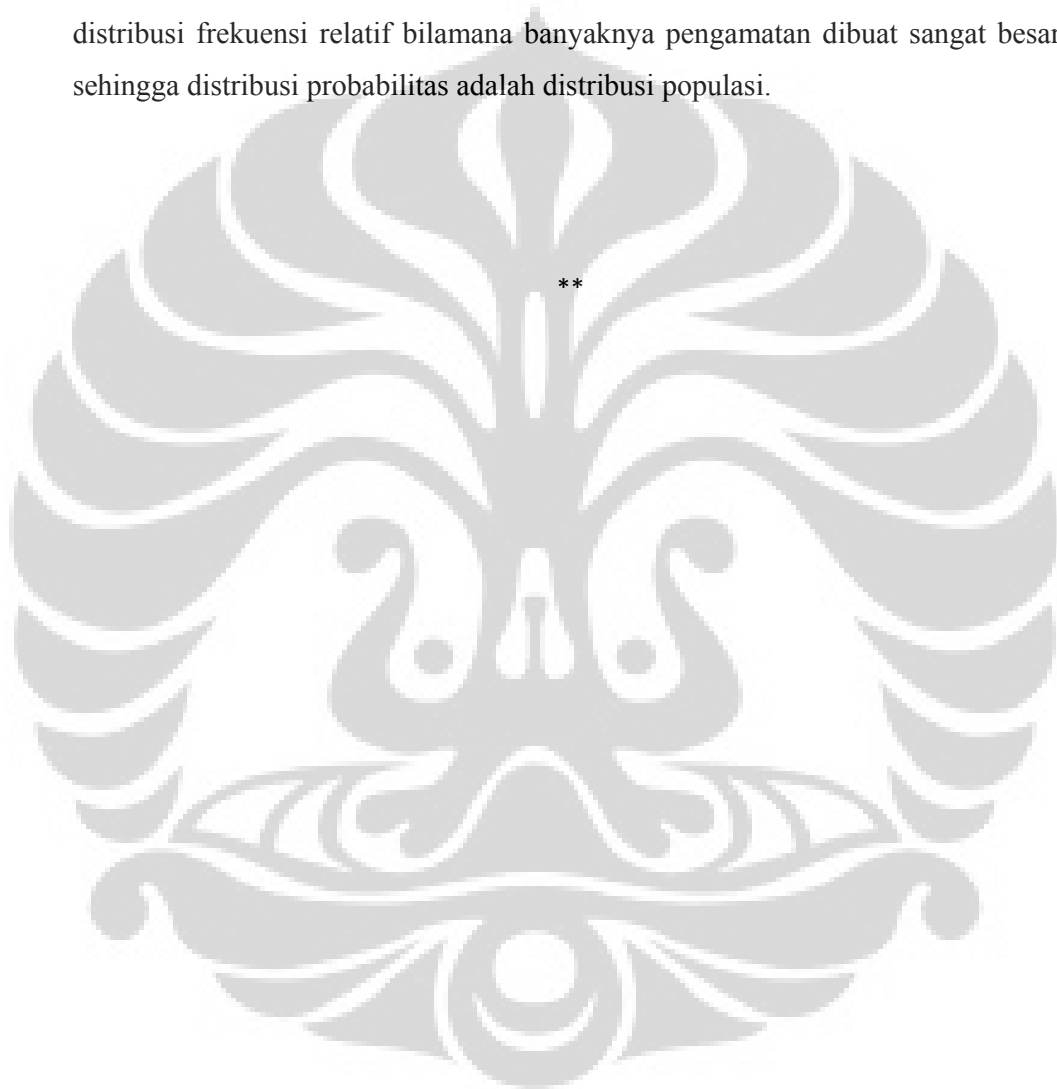 distribusi frekuensi relatif bilamana banyaknya pengamatan dibuat sangat besar
sehingga distribusi probabilitas adalah distribusi populasi.
**